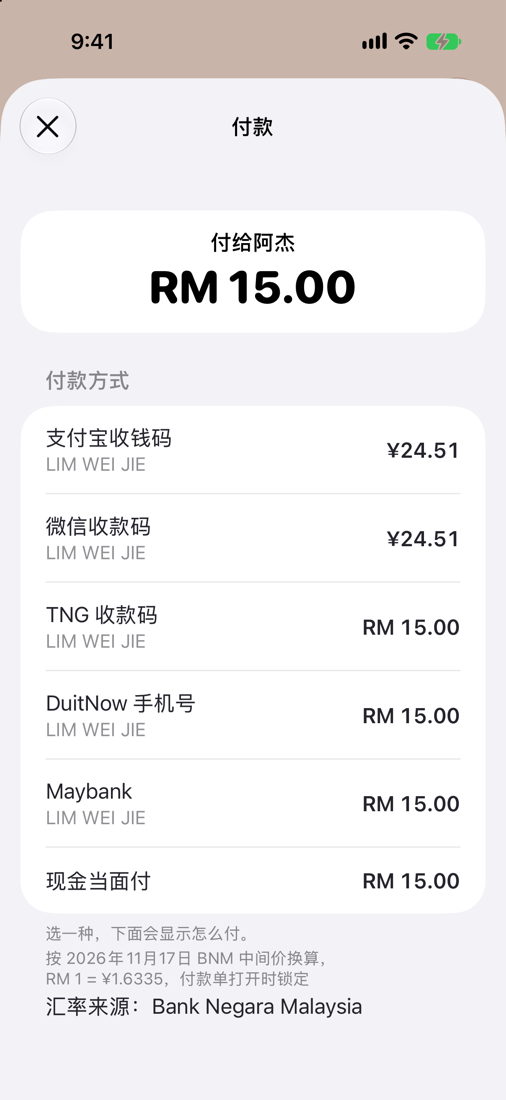 9:41
付款
付给阿杰
RM 15.00
付款方式
支付宝收钱码
LIM WEI JIE
¥24.51
微信收款码
LIM WEI JIE
¥24.51
TNG 收款码
LIM WEI JIE
RM 15.00
DuitNow 手机号
LIM WEI JIE
RM 15.00
Maybank
LIM WEI JIE
RM 15.00
现金当面付
RM 15.00
选一种，下面会显示怎么付。
按 2026年11月17日 BNM 中间价换算，
RM 1 = ¥1.6335，付款单打开时锁定
汇率来源：Bank Negara Malaysia